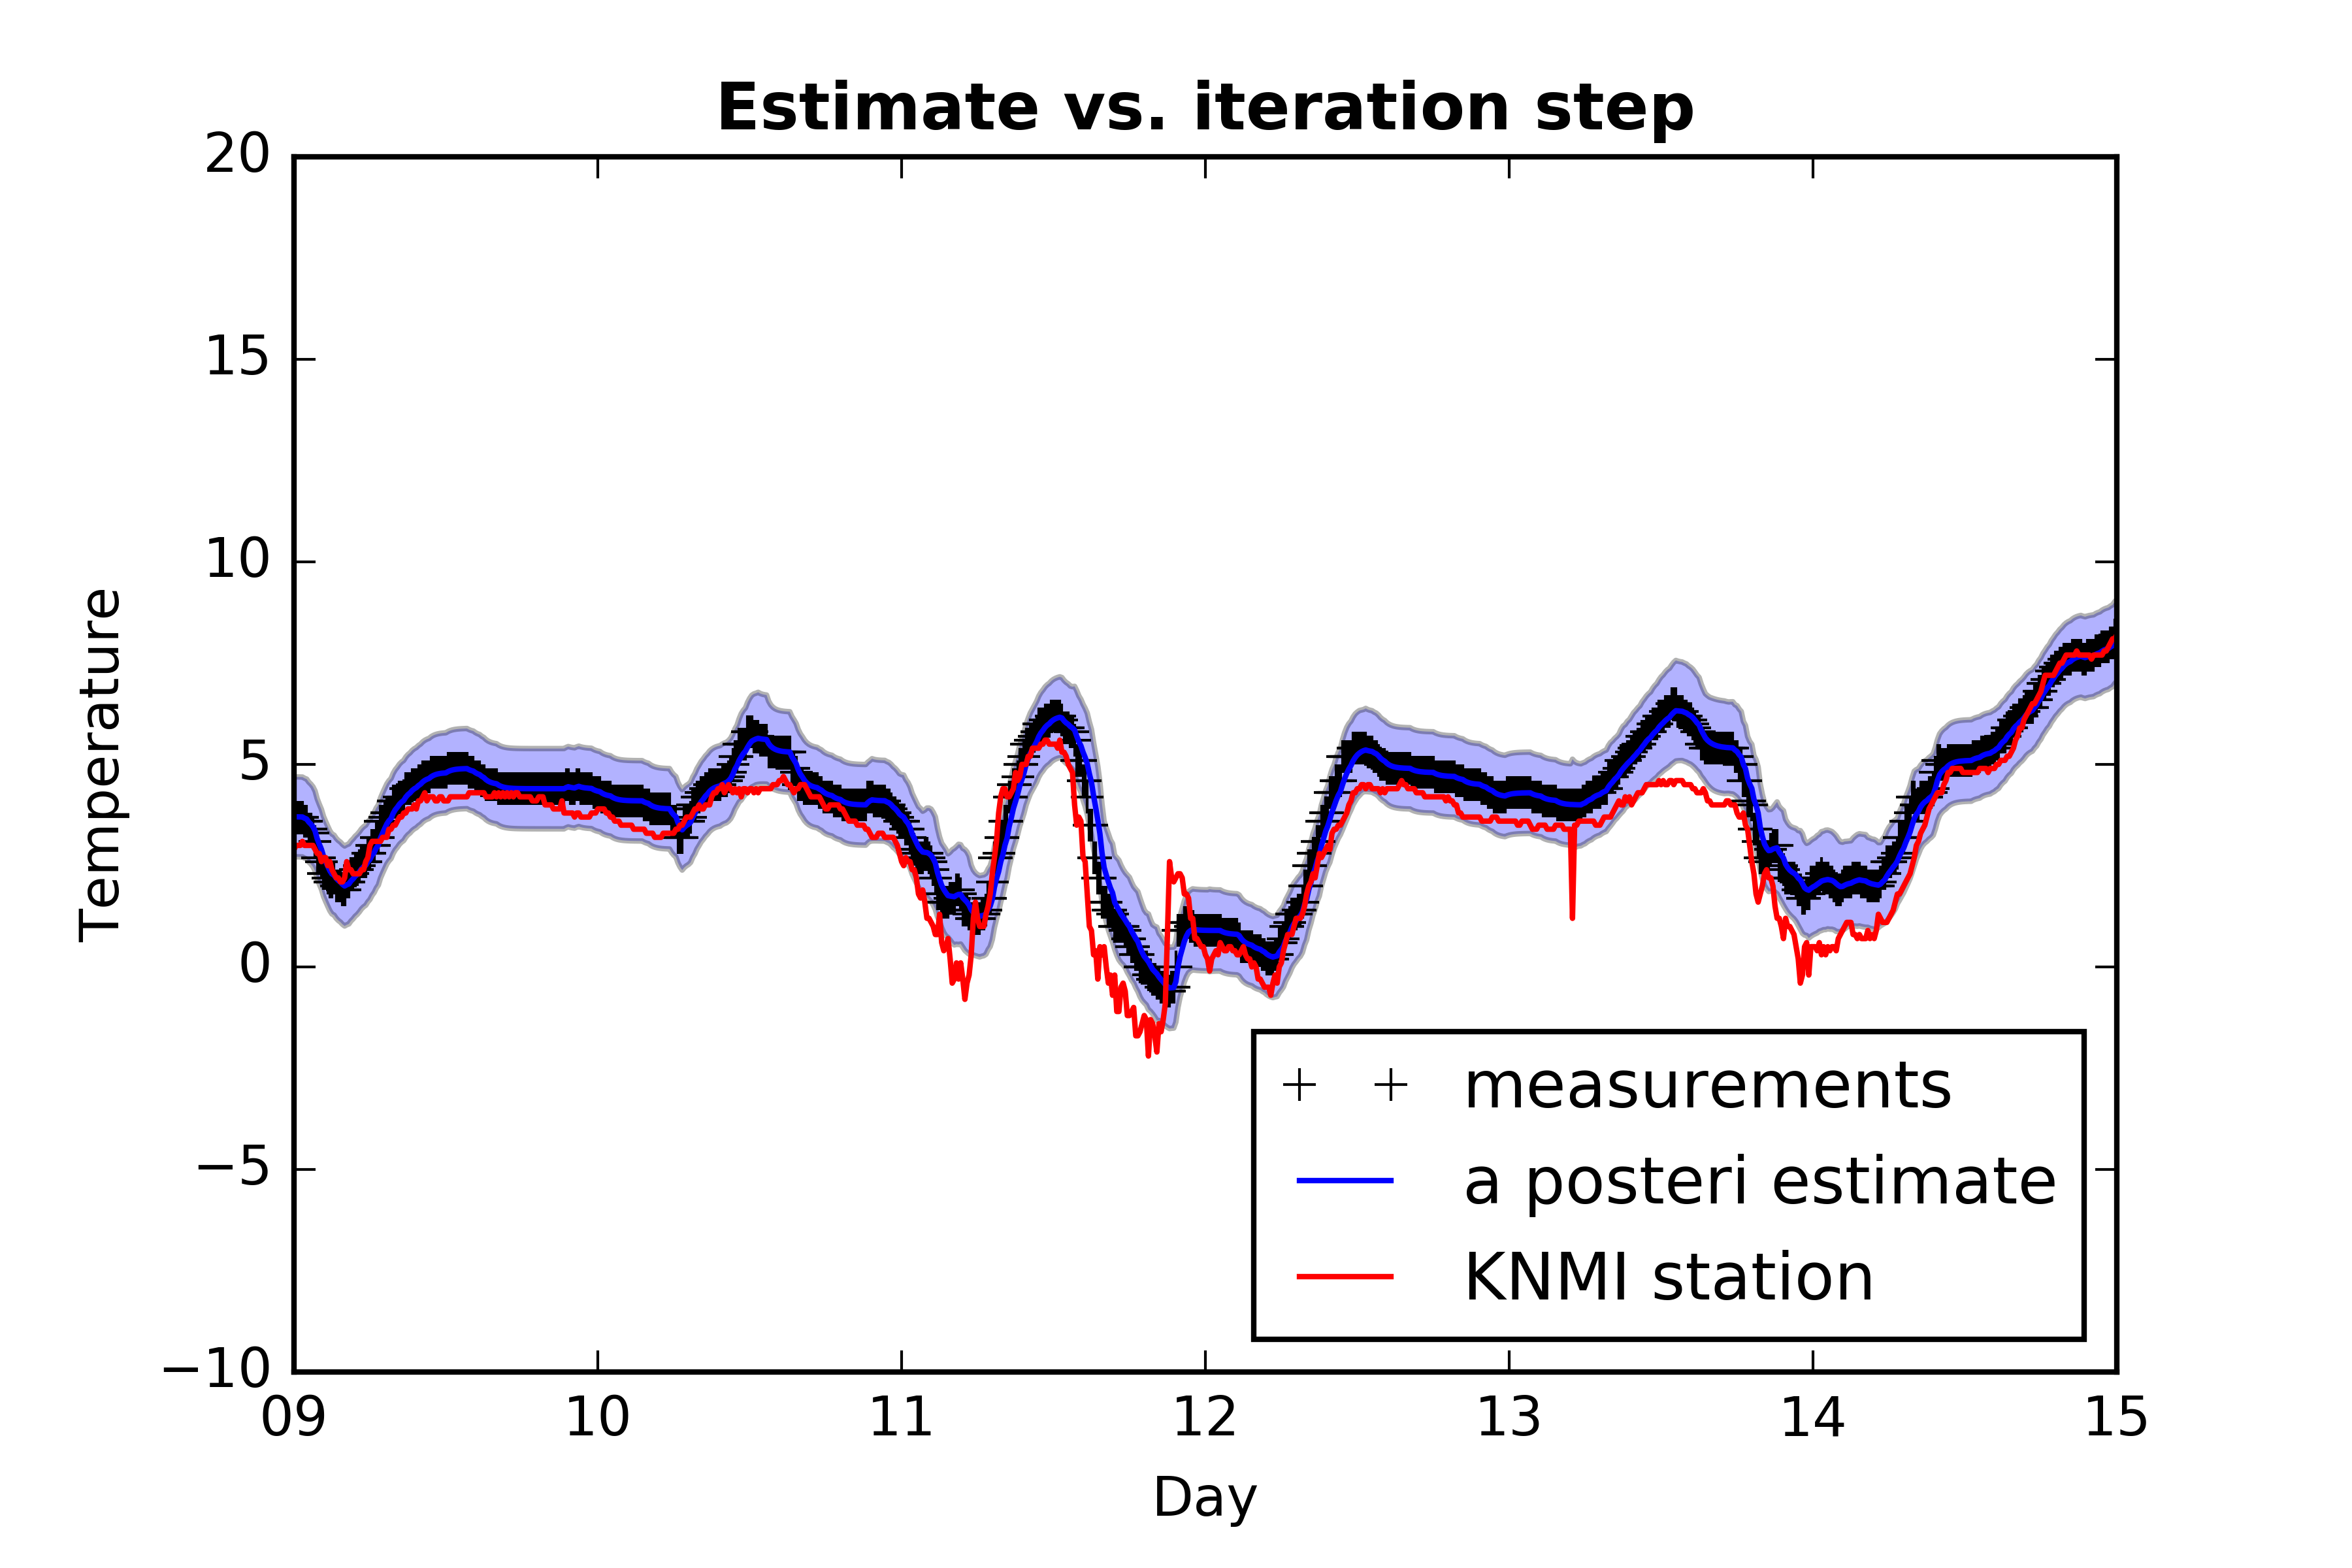 Estimate vs. iteration step
20
15
10
5
0
−5
−10
Temperature
measurements
a posteri estimate
KNMI station
09 10 11 12 13 14 15
Day